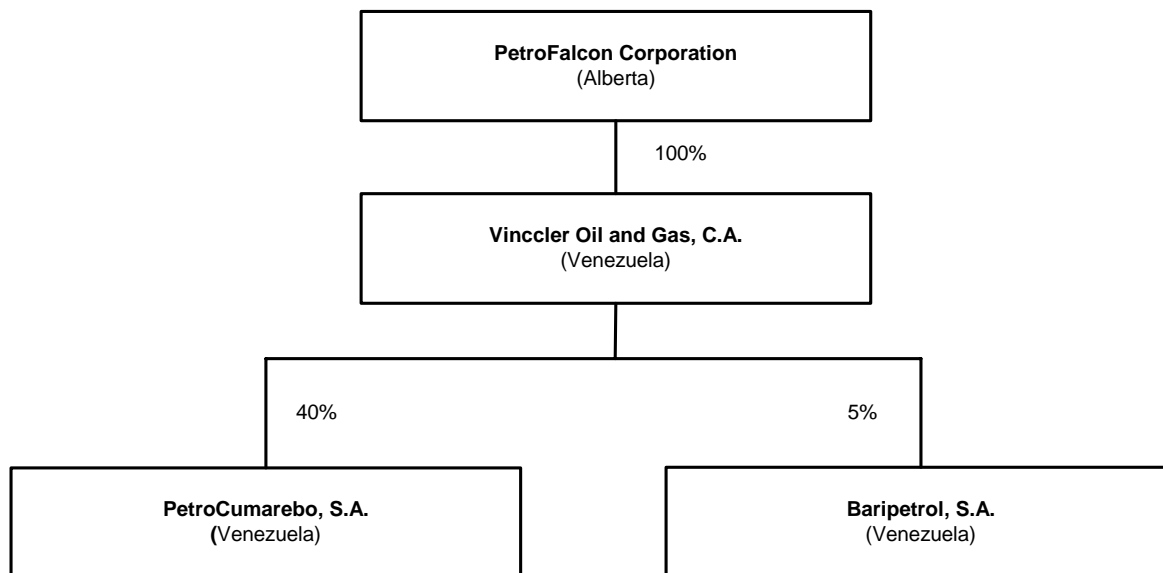 PetroFalcon Corporation
(Alberta)
100%
Vinccler Oil and Gas, C.A.
(Venezuela)
40%
5%
PetroCumarebo, S.A.
(Venezuela)
Baripetrol, S.A.
(Venezuela)